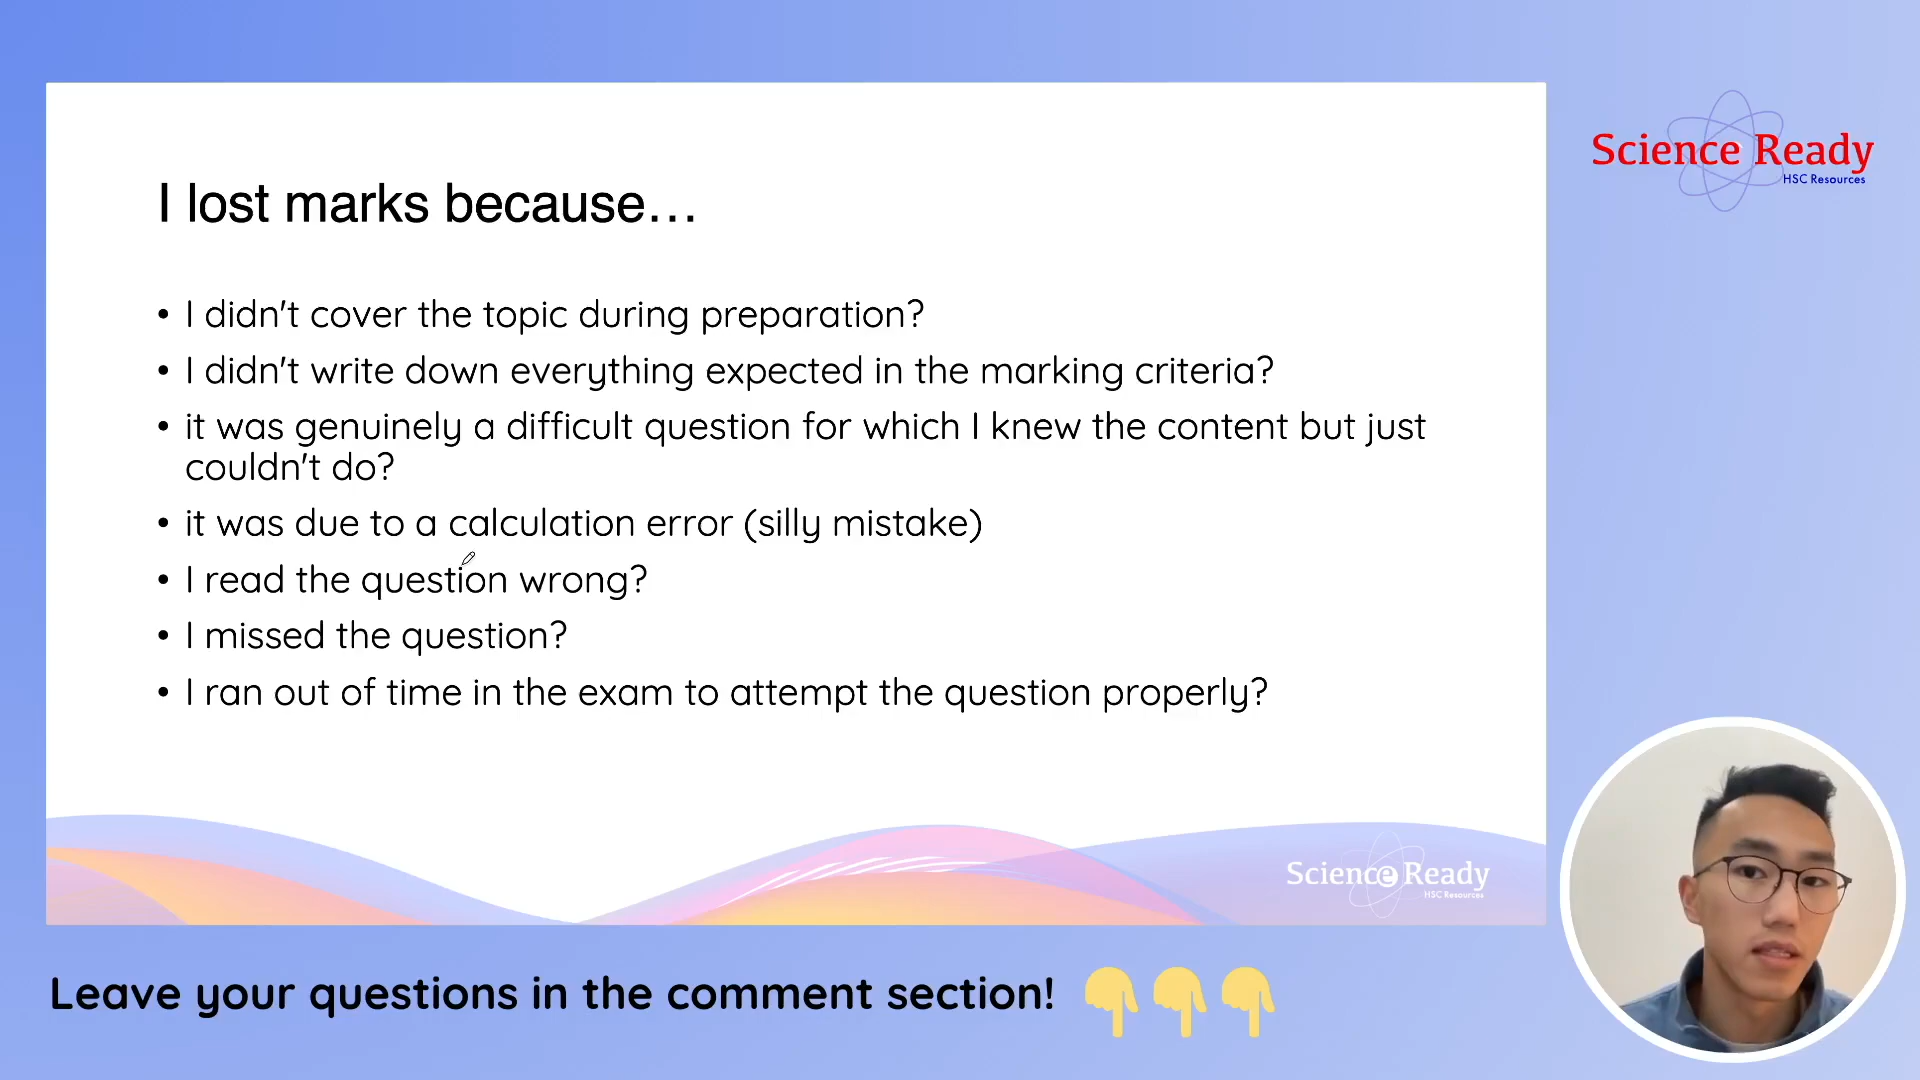 Science Ready
HSC Resources
I lost marks because...
• I didn't cover the topic during preparation?
• I didn't write down everything expected in the marking criteria?
• it was genuinely a difficult question for which I knew the content but just
couldn't do?
• it was due to a calculation error (silly mistake)
• I read the question wrong?
• I missed the question?
• I ran out of time in the exam to attempt the question properly?
Science Ready
HSC Resources
Leave your questions in the comment section! 👇👇👇